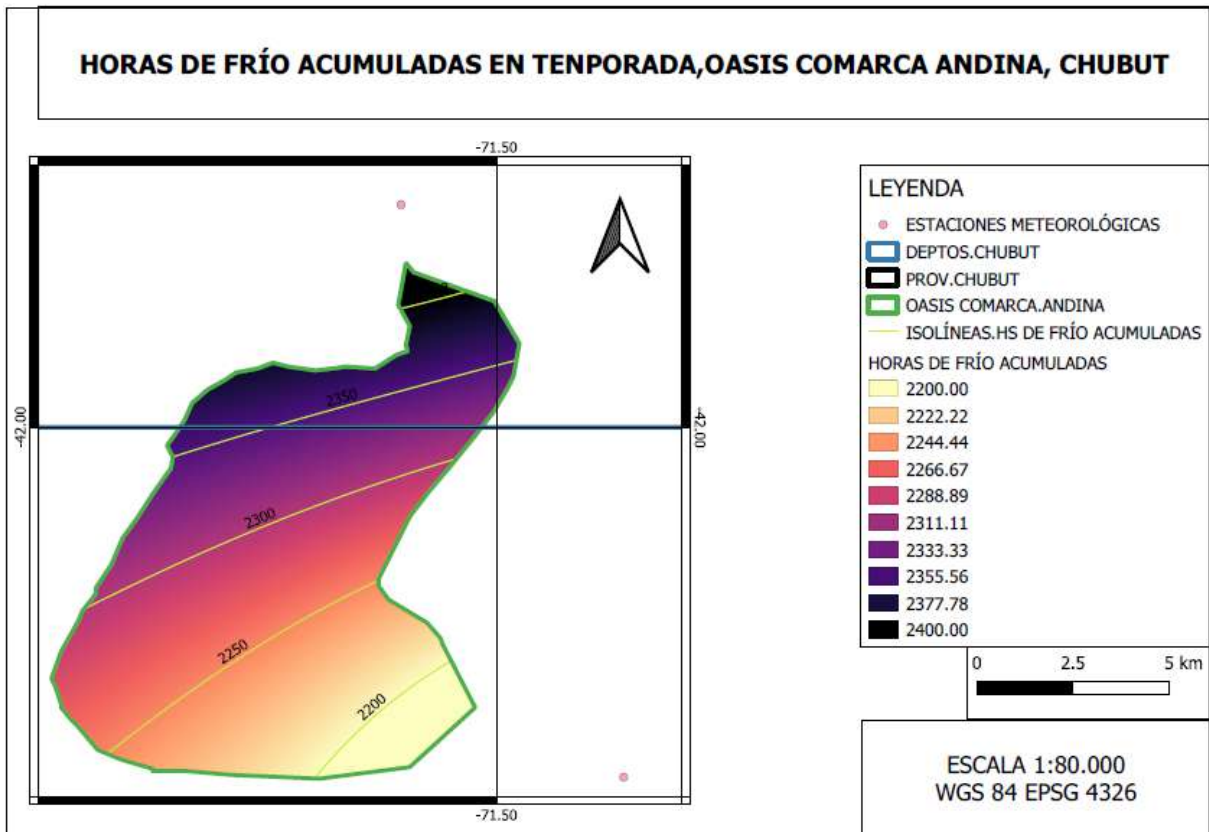 HORAS DE FRÍO ACUMULADAS EN TENPORADA,OASIS COMARCA ANDINA, CHUBUT
-71.50
-42.00
-42.00
2350
2300
2250
2200
-71.50
LEYENDA
ESTACIONES METEOROLÓGICAS
DEPTOS.CHUBUT
PROV.CHUBUT
OASIS COMARCA.ANDINA
ISOLÍNEAS.HS DE FRÍO ACUMULADAS
HORAS DE FRÍO ACUMULADAS
2200.00
2222.22
2244.44
2266.67
2288.89
2311.11
2333.33
2355.56
2377.78
2400.00
0 2.5 5 km
ESCALA 1:80.000
WGS 84 EPSG 4326